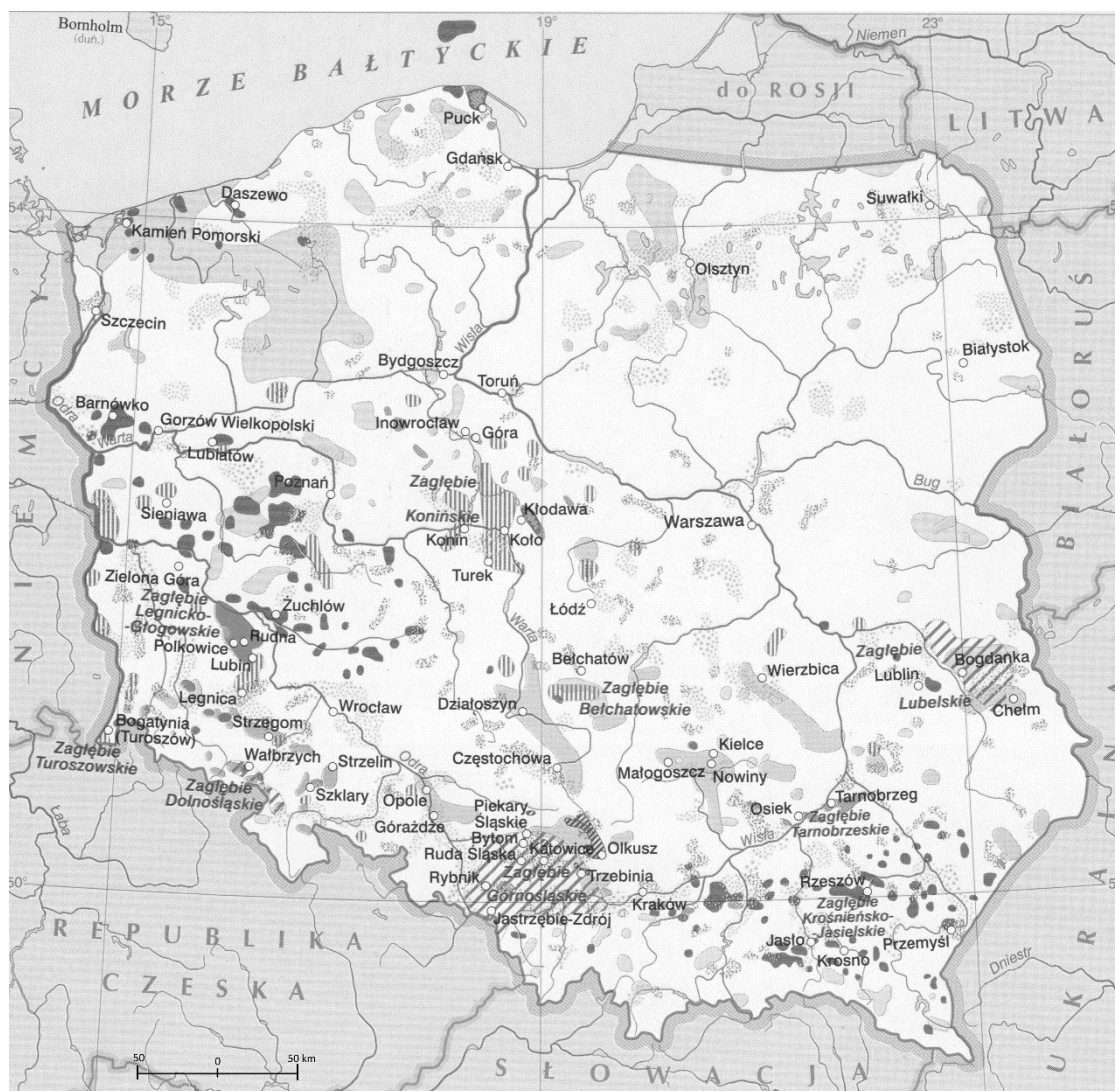 Bornholm
(duń.)
15°
19°
23°
Niemen
MORZE BAŁTYCKIE
do ROSJI
LITWA
Puck
Gdańsk
Daszewo
Suwałki
54
Kamień Pomorski
Olsztyn
Szczecin
NIEMCY
BIAŁORUŚ
Wisła
Bydgoszcz
Białystok
Toruń
Barnówko
Odra
Warta
Gorzów Wielkopolski
Inowrocław
Góra
Lubiatów
Bug
Poznań
Zagłębie
Konińskie
Sieniawa
Kłodawa
Warszawa
Konin
Koło
Turek
Zielona Góra
Zagłębie
Legnicko-
-Głogowskie
Żuchlów
Łódź
Rudna
Polkowice
Warta
Lubin
Bełchatów
Wierzbica
Zagłębie
Lublin
Lubelskie
Bogdanka
Chełm
Legnica
Zagłębie
Bełchatowskie
Wrocław
Działoszyn
Strzegom
Bogatynia
(Turoszów)
Zagłębie
Turoszowskie
Wałbrzych
Strzelin
Odra
Częstochowa
Kielce
Małogoszcz
Nowiny
Zagłębie
Dolnośląskie
Szklary
Opole
Piekary
Śląskie
Tarnobrzeg
Osiek
Zagłębie
Tarnobrzeskie
Łaba
Górażdże
Bytom
Ruda Śląska
Katowice
Olkusz
Wisła
Zagłębie
Górnośląskie
Trzebinia
Rybnik
50°
Kraków
Rzeszów
Zagłębie
Krośnieńsko-
-Jasielskie
Jastrzębie-Zdrój
Przemyśl
Jasło
Krosno
REPUBLIKA
CZESKA
Dniestr
UKRAINA
50
0
50 km
SŁOWACJA